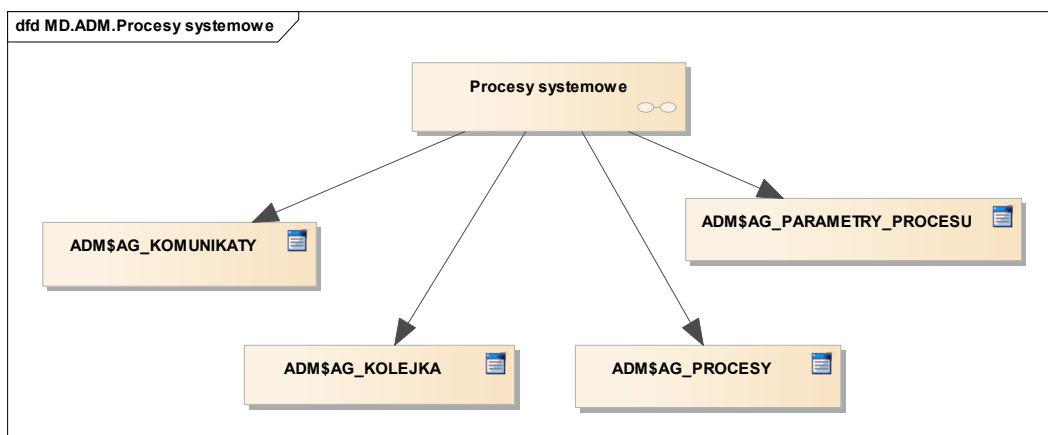 dfd MD.ADM.Procesy systemowe
Procesy systemowe
ADM$AG_PARAMETRY_PROCESU
ADM$AG_KOMUNIKATY
ADM$AG_KOLEJKA
ADM$AG_PROCESY